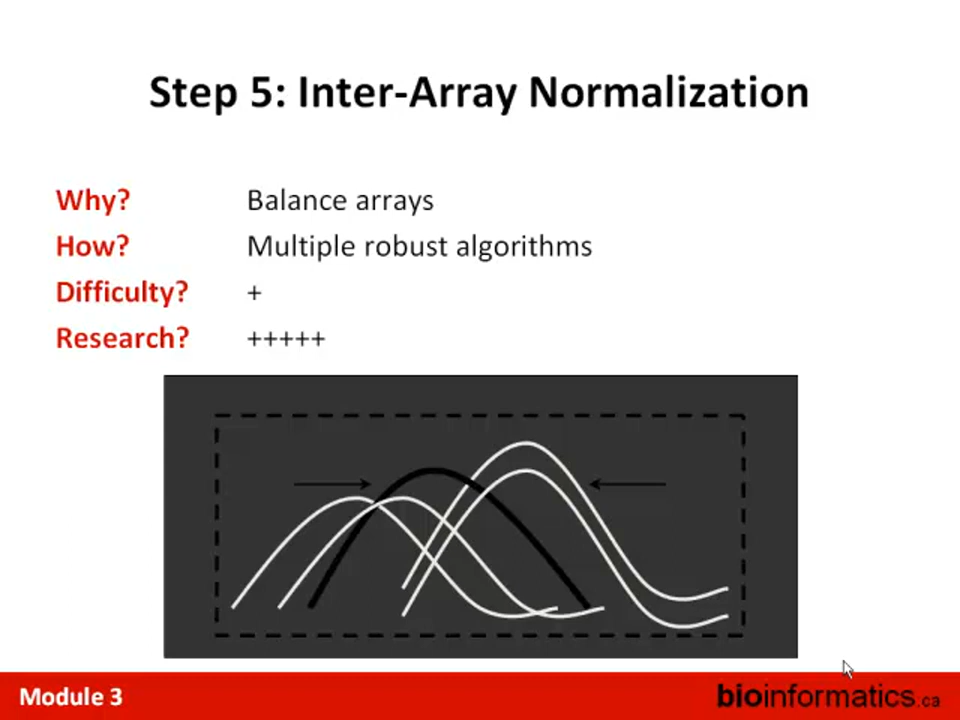 Step 5: Inter-Array Normalization
Why? Balance arrays
How? Multiple robust algorithms
Difficulty? +
Research? +++++
Module 3
bioinformatics.ca